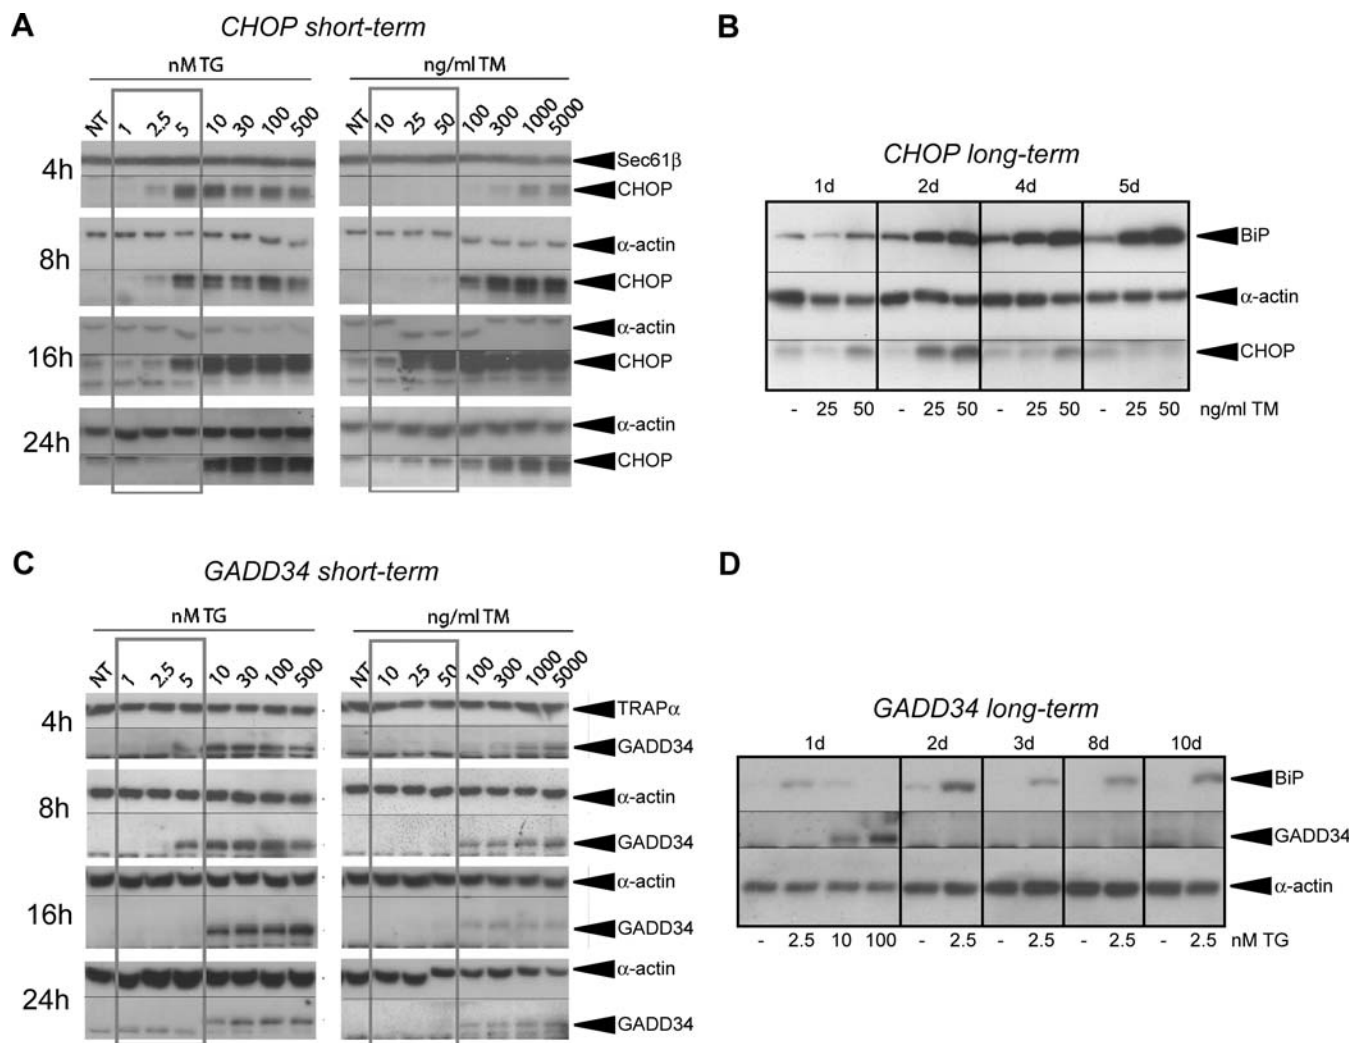 A
CHOP short-term
nM TG
ng/ml TM
NT 1 2.5 5 10 30 100 500
NT 10 25 50 100 300 1000 5000
4h
Sec61β
CHOP
8h
α-actin
CHOP
16h
α-actin
CHOP
24h
α-actin
CHOP
B
CHOP long-term
1d 2d 4d 5d
BiP
α-actin
CHOP
- 25 50 - 25 50 - 25 50 - 25 50 ng/ml TM
C
GADD34 short-term
nM TG
ng/ml TM
NT 1 2.5 5 10 30 100 500
NT 10 25 50 100 300 1000 5000
4h
TRAPα
GADD34
8h
α-actin
GADD34
16h
α-actin
GADD34
24h
α-actin
GADD34
D
GADD34 long-term
1d 2d 3d 8d 10d
BiP
GADD34
α-actin
- 2.5 10 100 - 2.5 - 2.5 - 2.5 - 2.5 nM TG